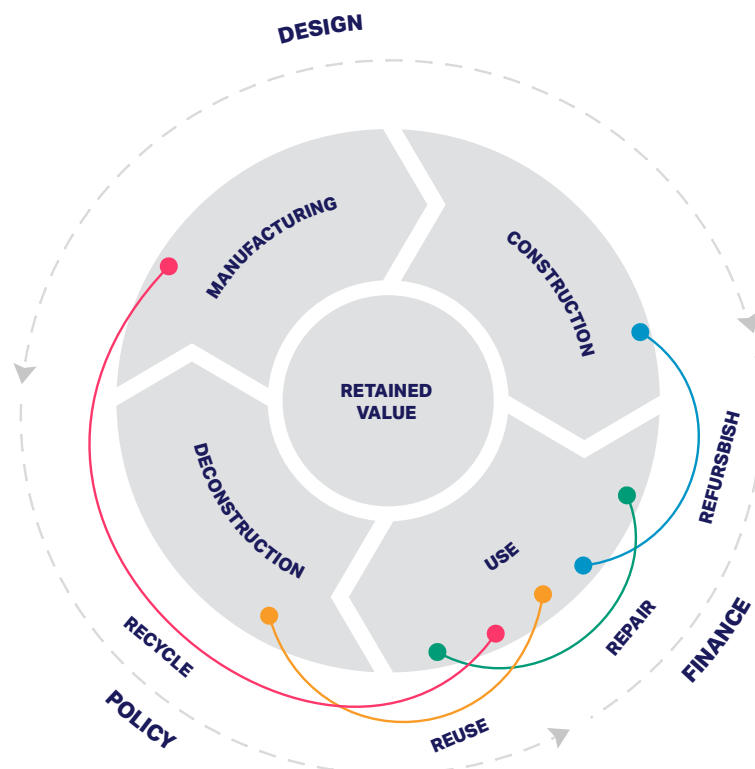 DESIGN
MANUFACTURING
CONSTRUCTION
RETAINED
VALUE
DECONSTRUCTION
USE
REFURSBISH
REPAIR
FINANCE
RECYCLE
POLICY
REUSE